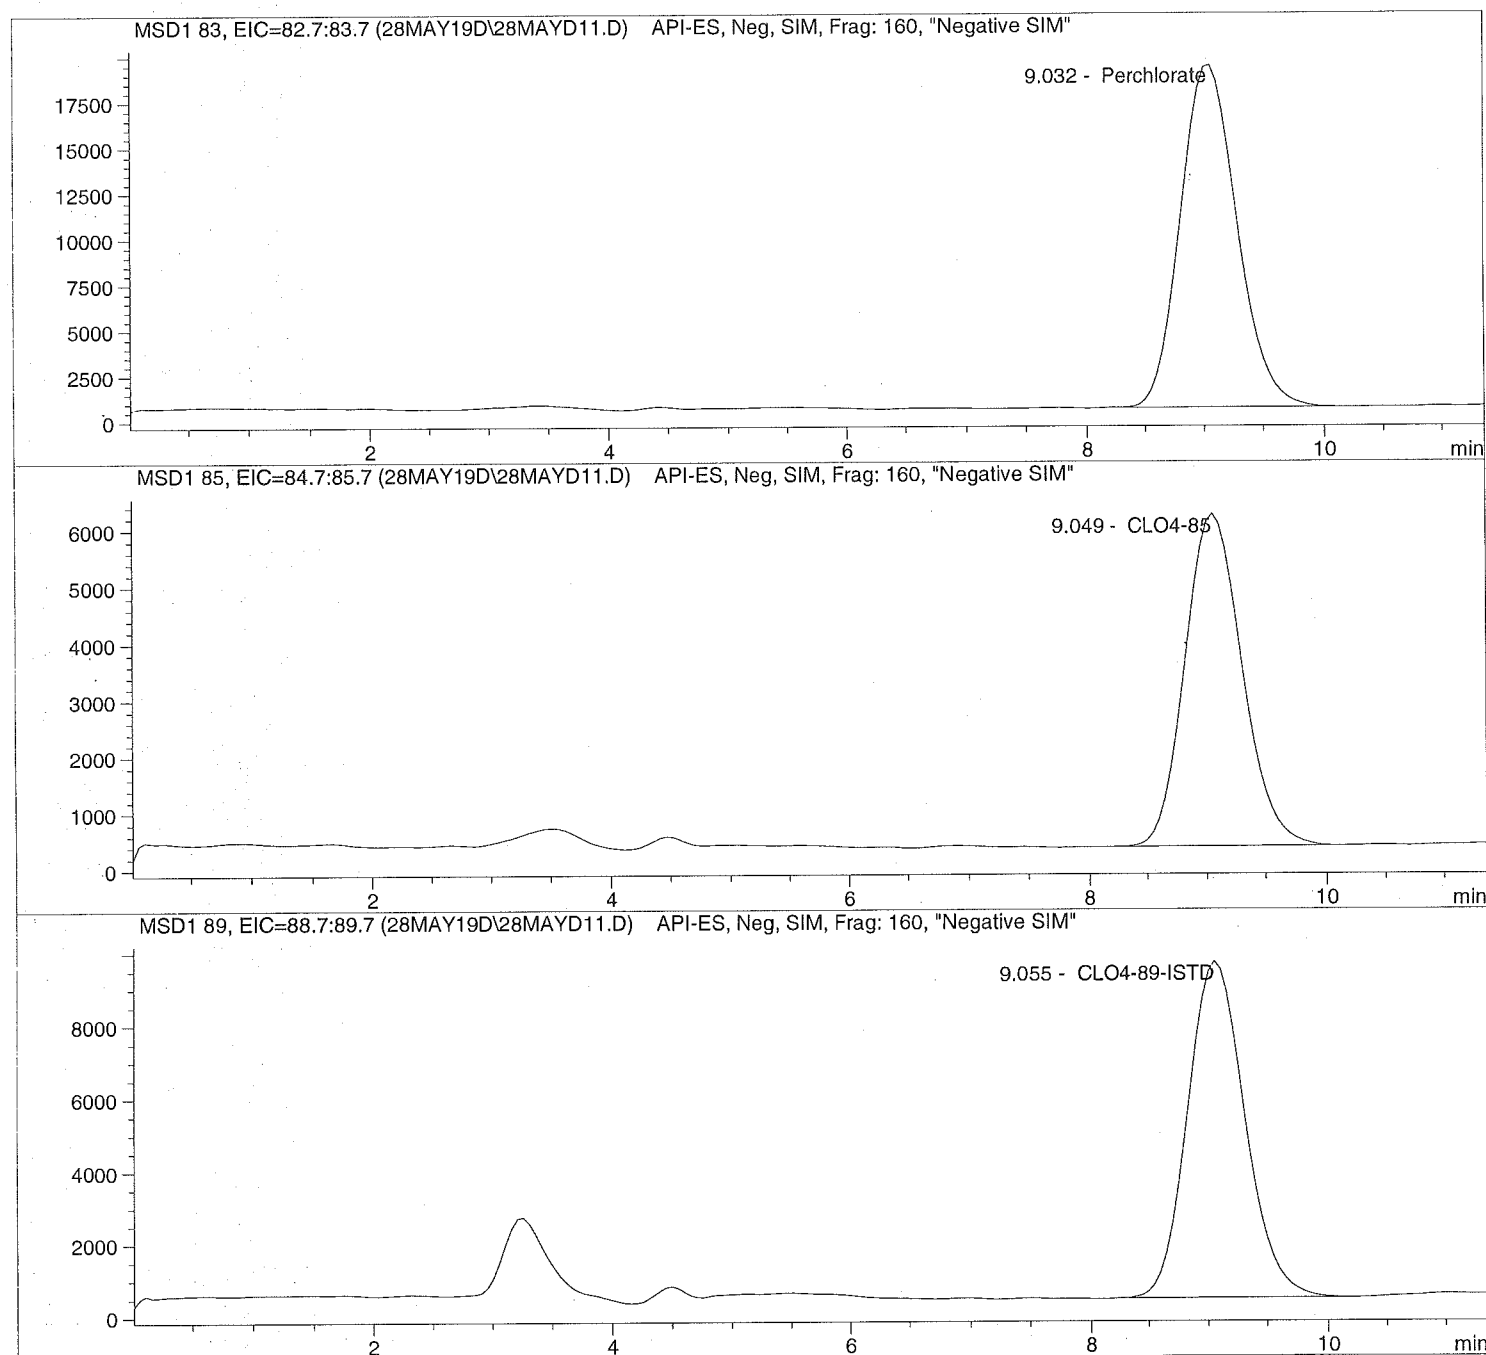 MSD1 83, EIC=82.7:83.7 (28MAY19D\28MAYD11.D) API-ES, Neg, SIM, Frag: 160, "Negative SIM"
9.032 - Perchlorate
17500
15000
12500
10000
7500
5000
2500
0
2 4 6 8 10 min
MSD1 85, EIC=84.7:85.7 (28MAY19D\28MAYD11.D) API-ES, Neg, SIM, Frag: 160, "Negative SIM"
9.049 - CLO4-85
6000
5000
4000
3000
2000
1000
0
2 4 6 8 10 min
MSD1 89, EIC=88.7:89.7 (28MAY19D\28MAYD11.D) API-ES, Neg, SIM, Frag: 160, "Negative SIM"
9.055 - CLO4-89-ISTD
8000
6000
4000
2000
0
2 4 6 8 10 min